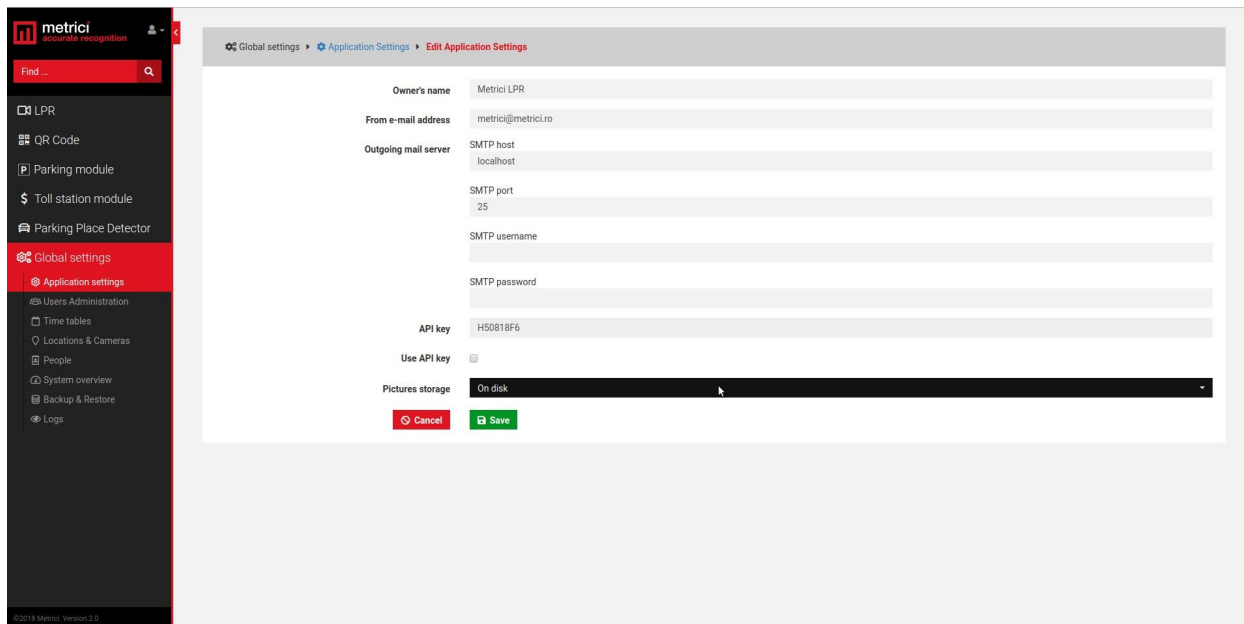 metrici
accurate recognition
Find ...
LPR
QR Code
Parking module
Toll station module
Parking Place Detector
Global settings
Application settings
Users Administration
Time tables
Locations & Cameras
People
System overview
Backup & Restore
Logs
©2018 Metrici. Version 2.0
Global settings Application Settings Edit Application Settings
Owner's name Metrici LPR
From e-mail address metrici@metrici.ro
Outgoing mail server SMTP host
localhost
SMTP port
25
SMTP username
SMTP password
API key H50818F6
Use API key
Pictures storage On disk
Cancel Save